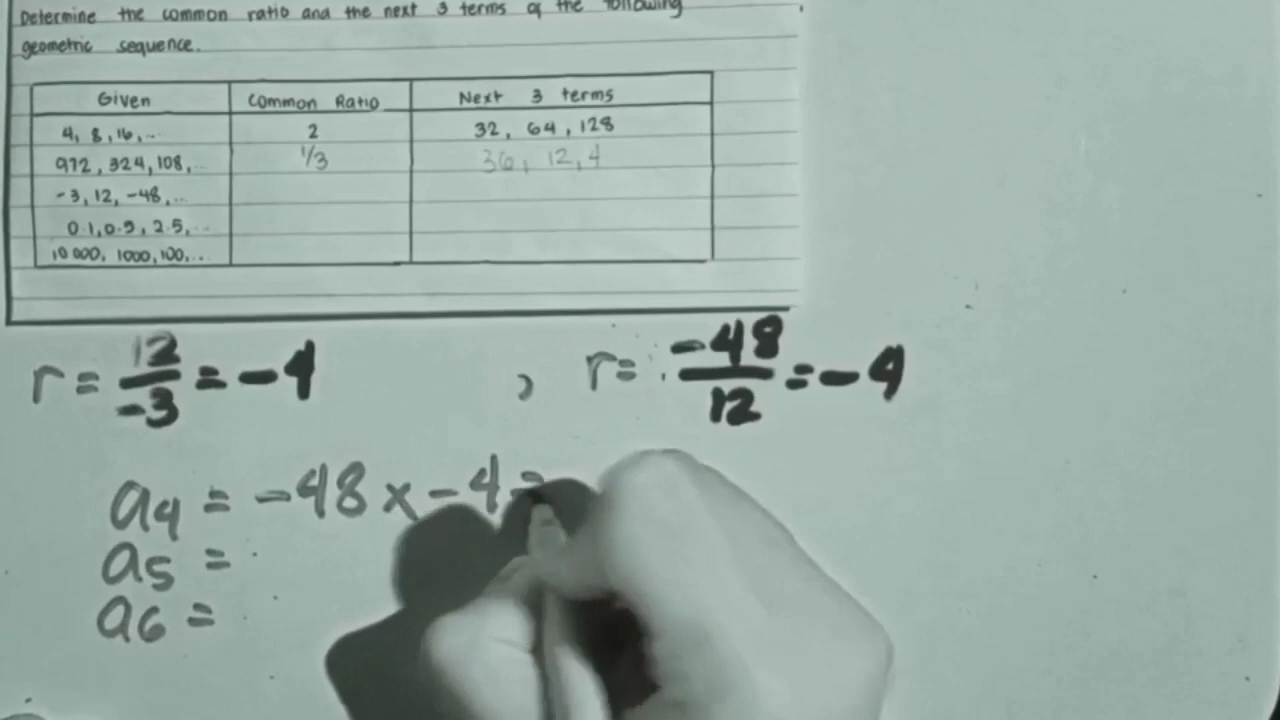 Determine the common ratio and the next 3 terms of the following
geometric sequence.
Given Common Ratio Next 3 terms
4, 8, 16, .. 2 32, 64, 128
972, 324, 108, .. 1/3 36, 12, 4
-3, 12, -48, ..
0.1, 0.5, 2.5, ..
10 000, 1000, 100, ...
r = 12/-3 = -4 , r = -48/12 = -4
a4 = -48 x -4 =
a5 =
a6 =